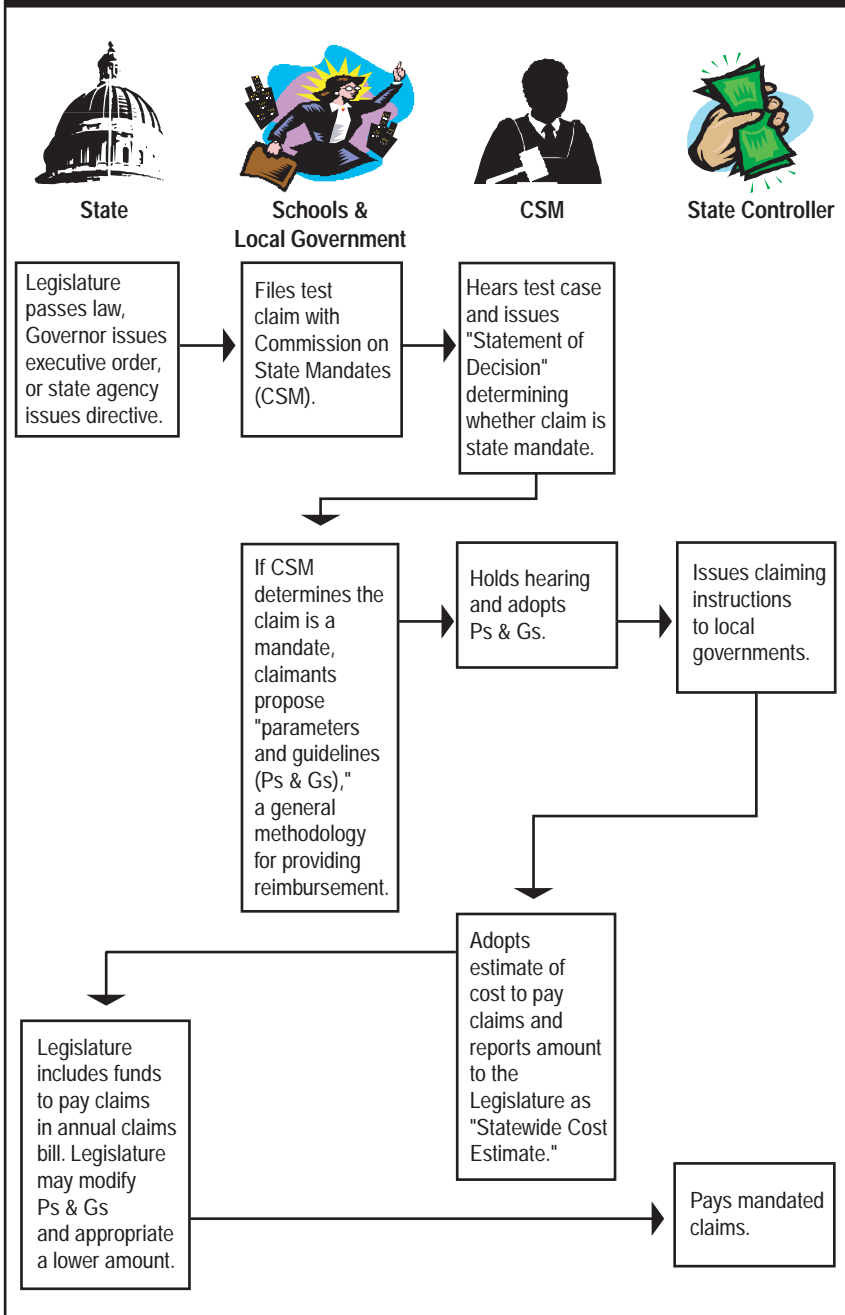 State
Schools &
Local Government
CSM
State Controller
Legislature
passes law,
Governor issues
executive order,
or state agency
issues directive.
Files test
claim with
Commission on
State Mandates
(CSM).
Hears test case
and issues
"Statement of
Decision"
determining
whether claim is
state mandate.
If CSM
determines the
claim is a
mandate,
claimants
propose
"parameters
and guidelines
(Ps & Gs),"
a general
methodology
for providing
reimbursement.
Holds hearing
and adopts
Ps & Gs.
Issues claiming
instructions
to local
governments.
Adopts
estimate of
cost to pay
claims and
reports amount
to the
Legislature as
"Statewide Cost
Estimate."
Legislature
includes funds
to pay claims
in annual claims
bill. Legislature
may modify
Ps & Gs
and appropriate
a lower amount.
Pays mandated
claims.